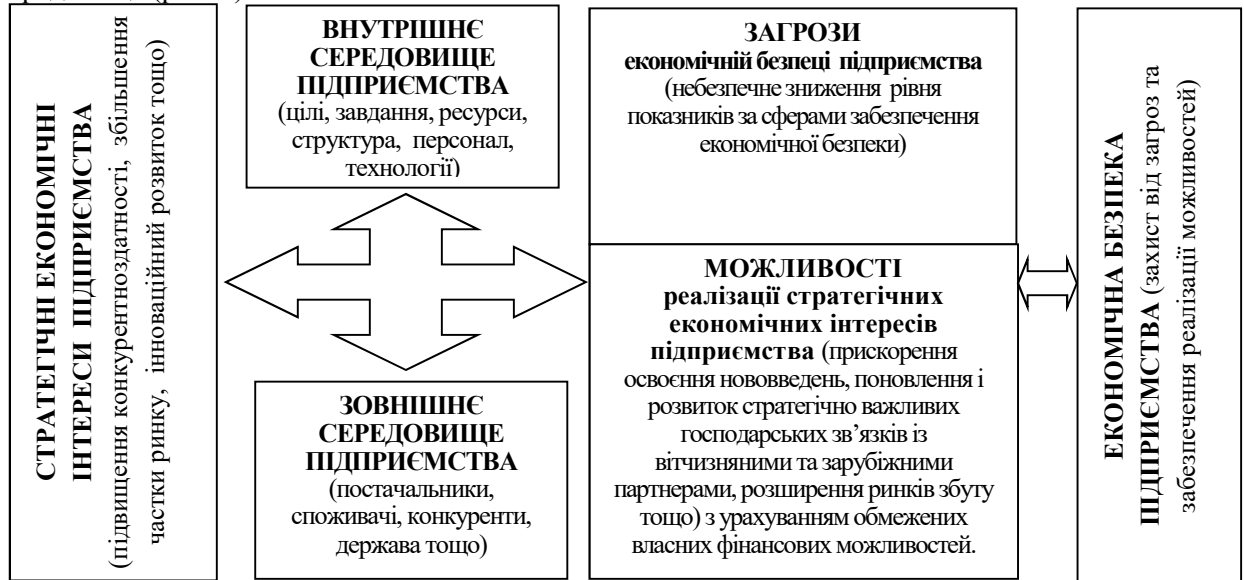 СТРАТЕГІЧНІ ЕКОНОМІЧНІ
ІНТЕРЕСИ ПІДПРИЄМСТВА
(підвищення конкурентноздатності, збільшення
частки ринку, інноваційний розвиток тощо)
ВНУТРІШНЄ
СЕРЕДОВИЩЕ
ПІДПРИЄМСТВА
(цілі, завдання, ресурси,
структура, персонал,
технології)
ЗОВНІШНЄ
СЕРЕДОВИЩЕ
ПІДПРИЄМСТВА
(постачальники,
споживачі, конкуренти,
держава тощо)
ЗАГРОЗИ
економічній безпеці підприємства
(небезпечне зниження рівня
показників за сферами забезпечення
економічної безпеки)
МОЖЛИВОСТІ
реалізації стратегічних
економічних інтересів
підприємства (прискорення
освоєння нововведень, поновлення і
розвиток стратегічно важливих
господарських зв’язків із
вітчизняними та зарубіжними
партнерами, розширення ринків збуту
тощо) з урахуванням обмежених
власних фінансових можливостей.
ЕКОНОМІЧНА БЕЗПЕКА
ПІДПРИЄМСТВА (захист від загроз та
забезпечення реалізації можливостей)